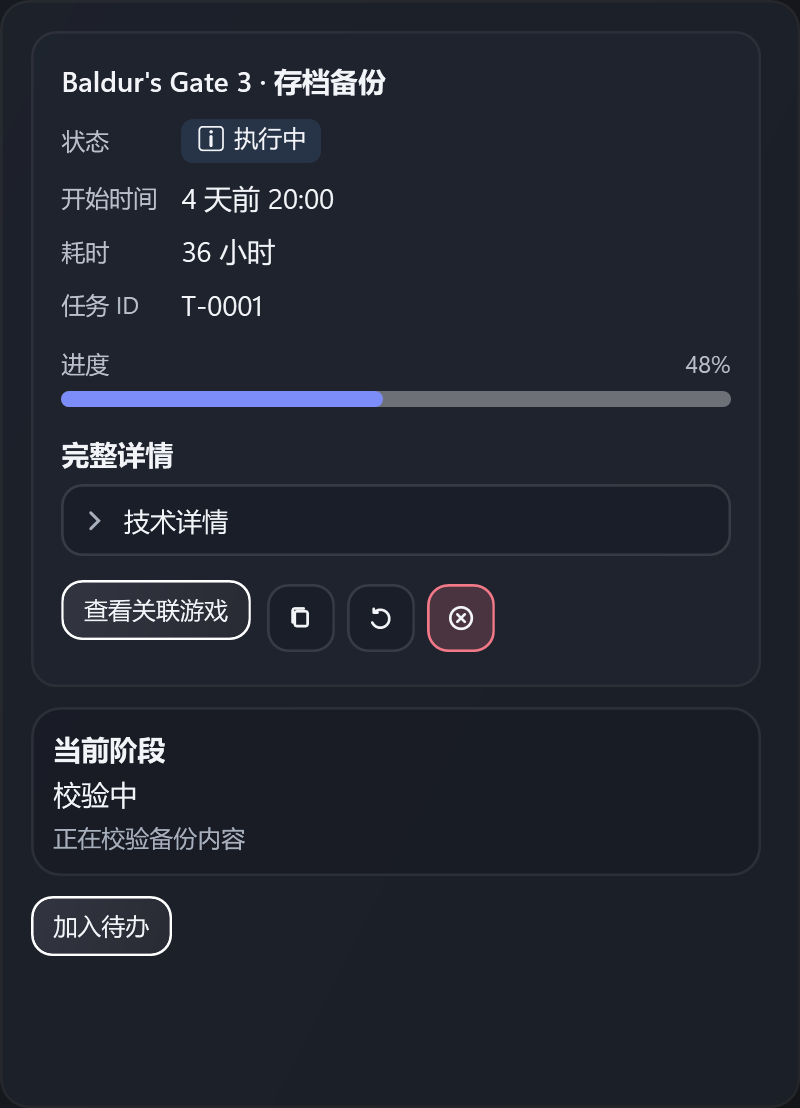 Baldur's Gate 3 · 存档备份
状态 执行中
开始时间 4 天前 20:00
耗时 36 小时
任务 ID T-0001
进度 48%
完整详情
技术详情
查看关联游戏
当前阶段
校验中
正在校验备份内容
加入待办